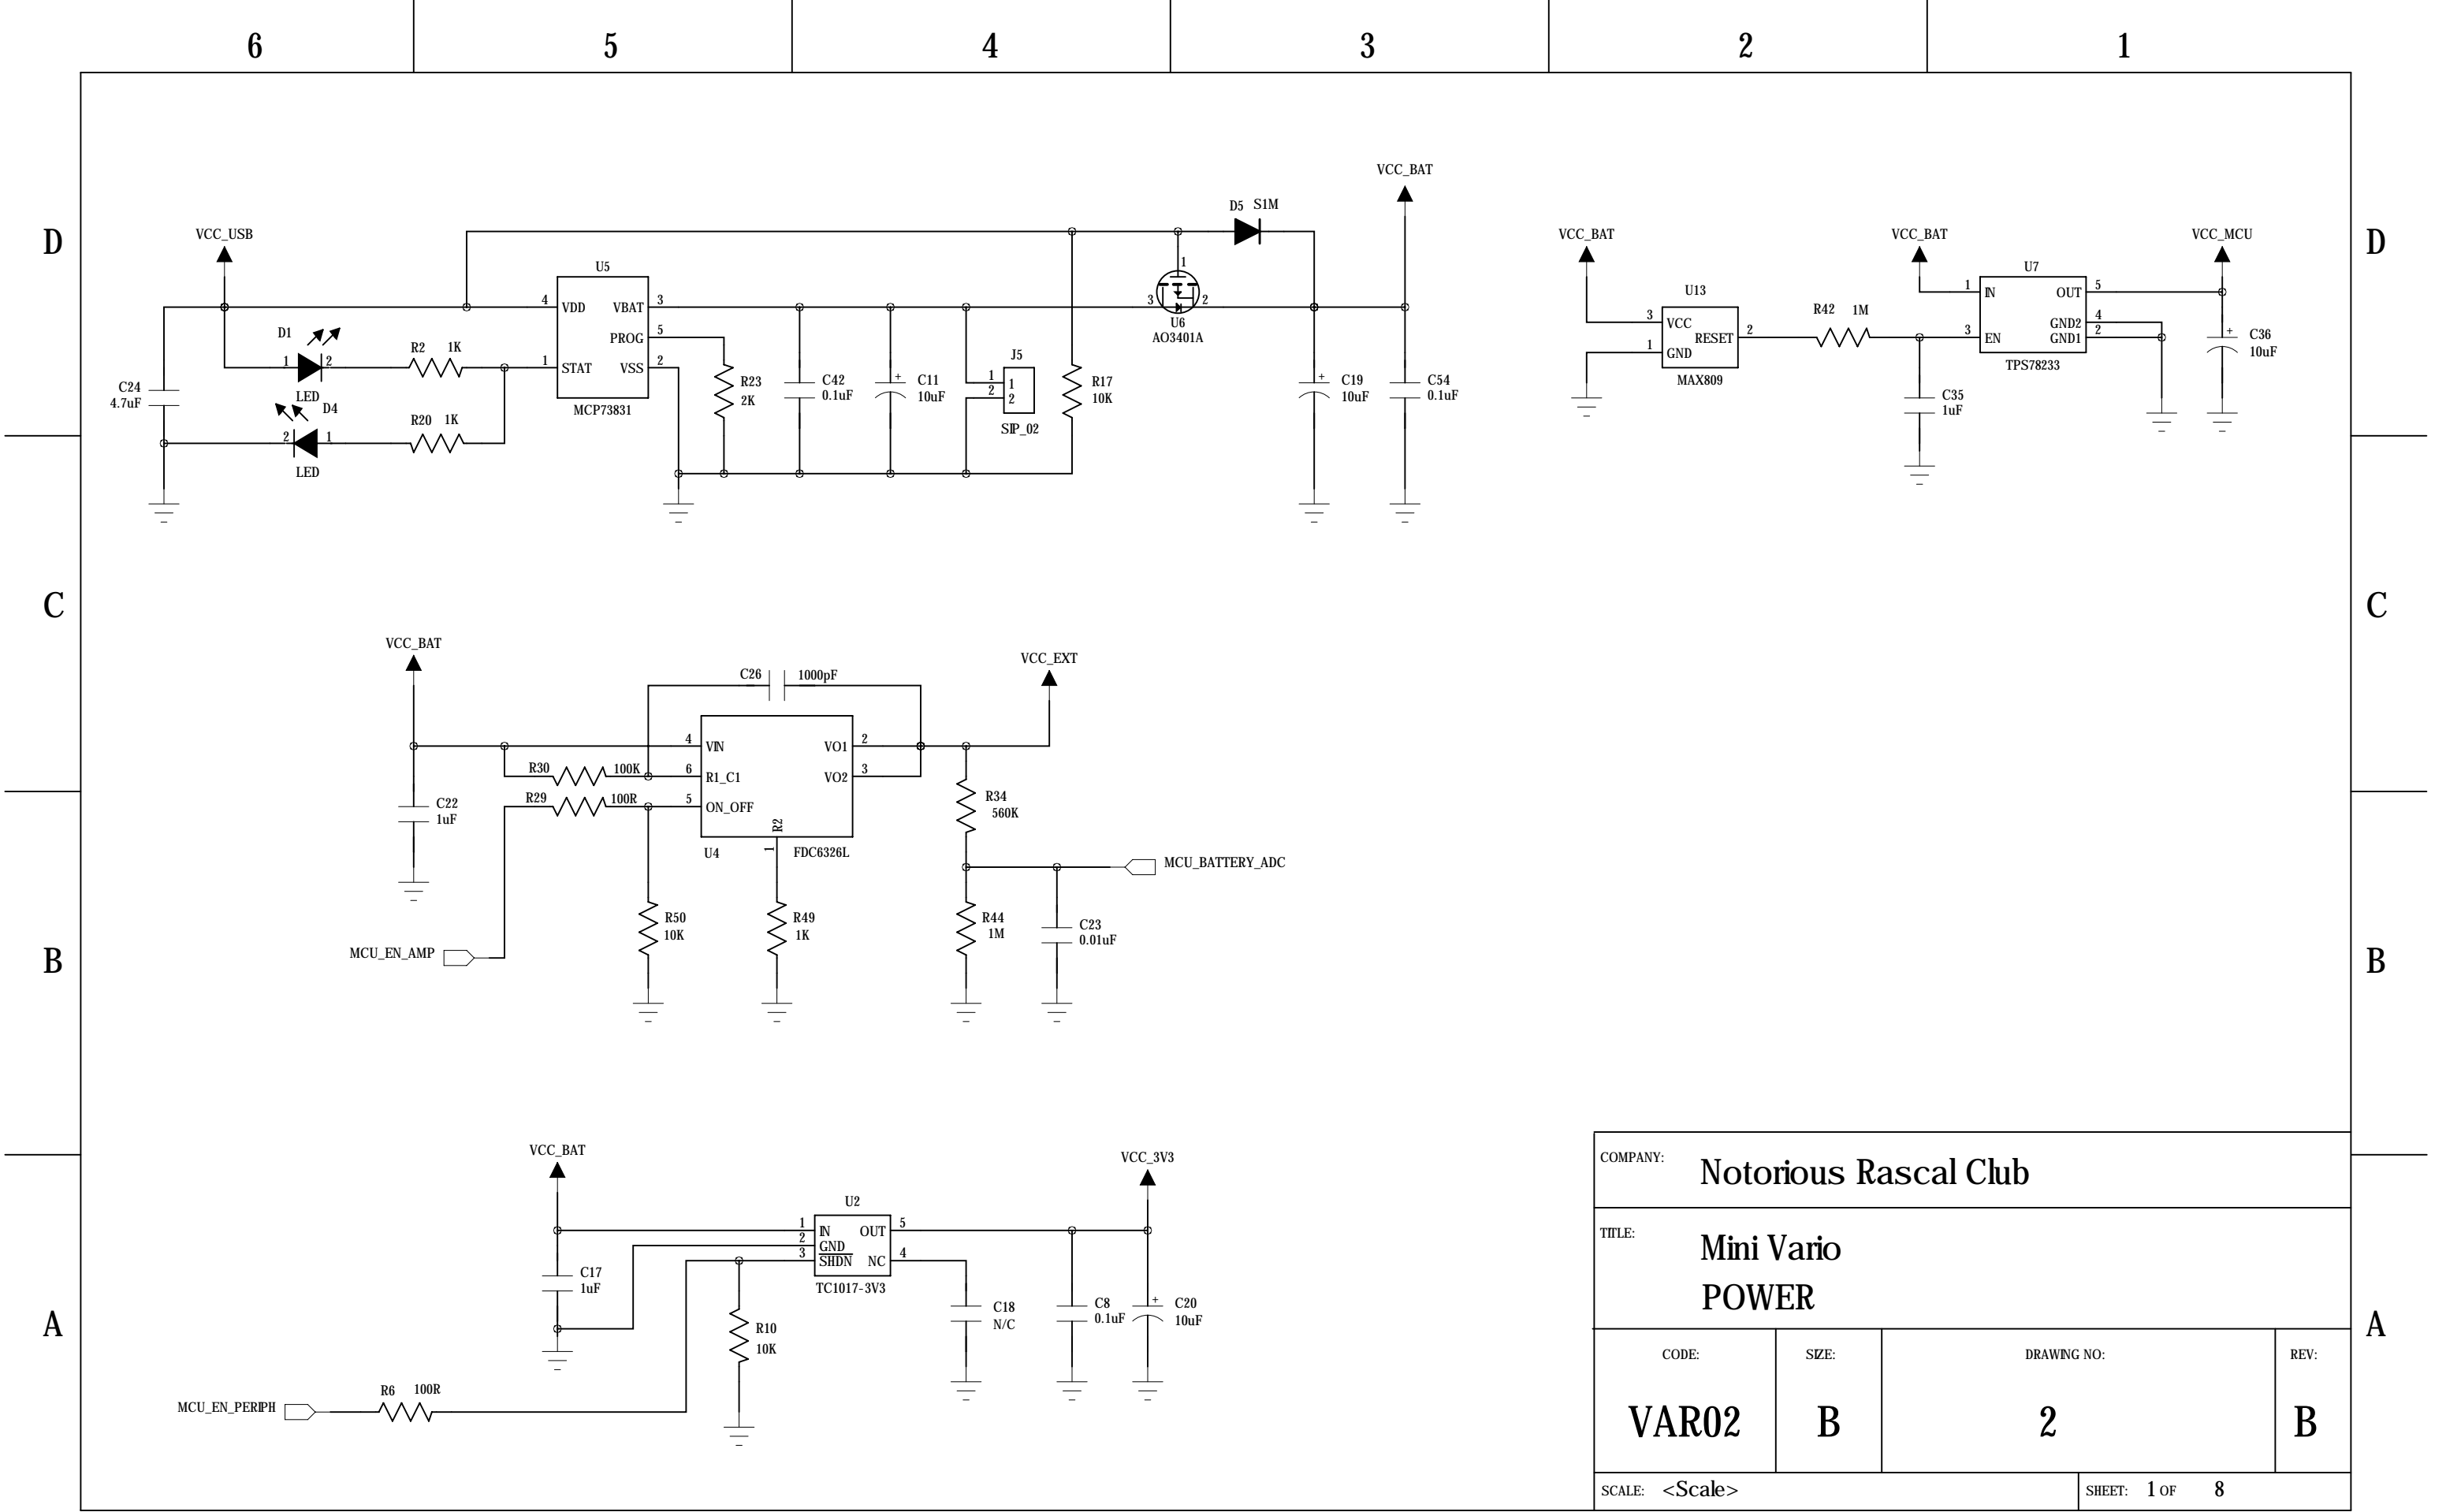 6 5 4 3 2 1
D D
C C
B B
A A
VCC_USB
C24
4.7uF
D1
1 2
LED
R2 1K
D4
2 1
LED
R20 1K
U5
4 VDD VBAT 3
PROG 5
1 STAT VSS 2
MCP73831
R23
2K
C42
0.1uF
+ C11
10uF
J5
1 1
2 2
SIP_02
R17
10K
D5 S1M
1
3 2
U6
AO3401A
VCC_BAT
+ C19
10uF
C54
0.1uF
VCC_BAT
U13
3 VCC
RESET 2
1 GND
MAX809
R42 1M
VCC_BAT
C35
1uF
U7
1 IN OUT 5
GND2 4
3 EN GND1 2
TPS78233
VCC_MCU
+ C36
10uF
VCC_BAT
C22
1uF
C26 1000pF
4 VIN VO1 2
R30 100K 6 R1_C1 VO2 3
R29 100R 5 ON_OFF
R2
1
U4 FDC6326L
VCC_EXT
R34
560K
MCU_BATTERY_ADC
R50
10K
R49
1K
R44
1M
C23
0.01uF
MCU_EN_AMP
VCC_BAT
C17
1uF
U2
1 IN OUT 5
2 GND
3 SHDN NC 4
TC1017-3V3
VCC_3V3
R10
10K
C18
N/C
C8
0.1uF
+ C20
10uF
MCU_EN_PERIPH
R6 100R
COMPANY: Notorious Rascal Club
TITLE: Mini Vario
POWER
CODE: SIZE: DRAWING NO: REV:
VAR02 B 2 B
SCALE: <Scale> SHEET: 1 OF 8